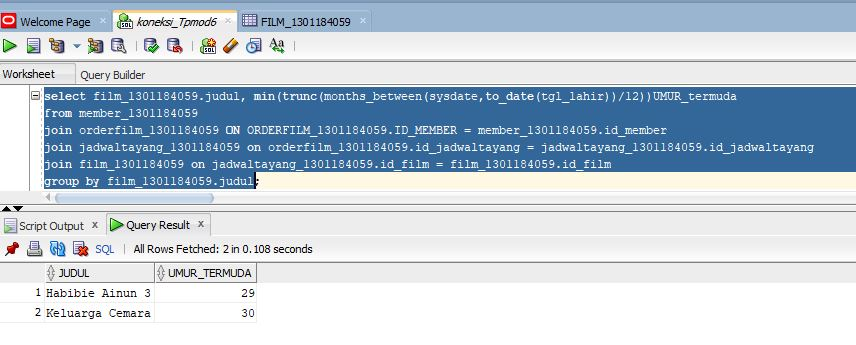 Welcome Page koneksi_Tpmod6 FILM_1301184059
Worksheet Query Builder
select film_1301184059.judul, min(trunc(months_between(sysdate,to_date(tgl_lahir))/12))UMUR_termuda
from member_1301184059
join orderfilm_1301184059 ON ORDERFILM_1301184059.ID_MEMBER = member_1301184059.id_member
join jadwaltayang_1301184059 on orderfilm_1301184059.id_jadwaltayang = jadwaltayang_1301184059.id_jadwaltayang
join film_1301184059 on jadwaltayang_1301184059.id_film = film_1301184059.id_film
group by film_1301184059.judul;
Script Output Query Result
SQL All Rows Fetched: 2 in 0.108 seconds
JUDUL UMUR_TERMUDA
1 Habibie Ainun 3 29
2 Keluarga Cemara 30